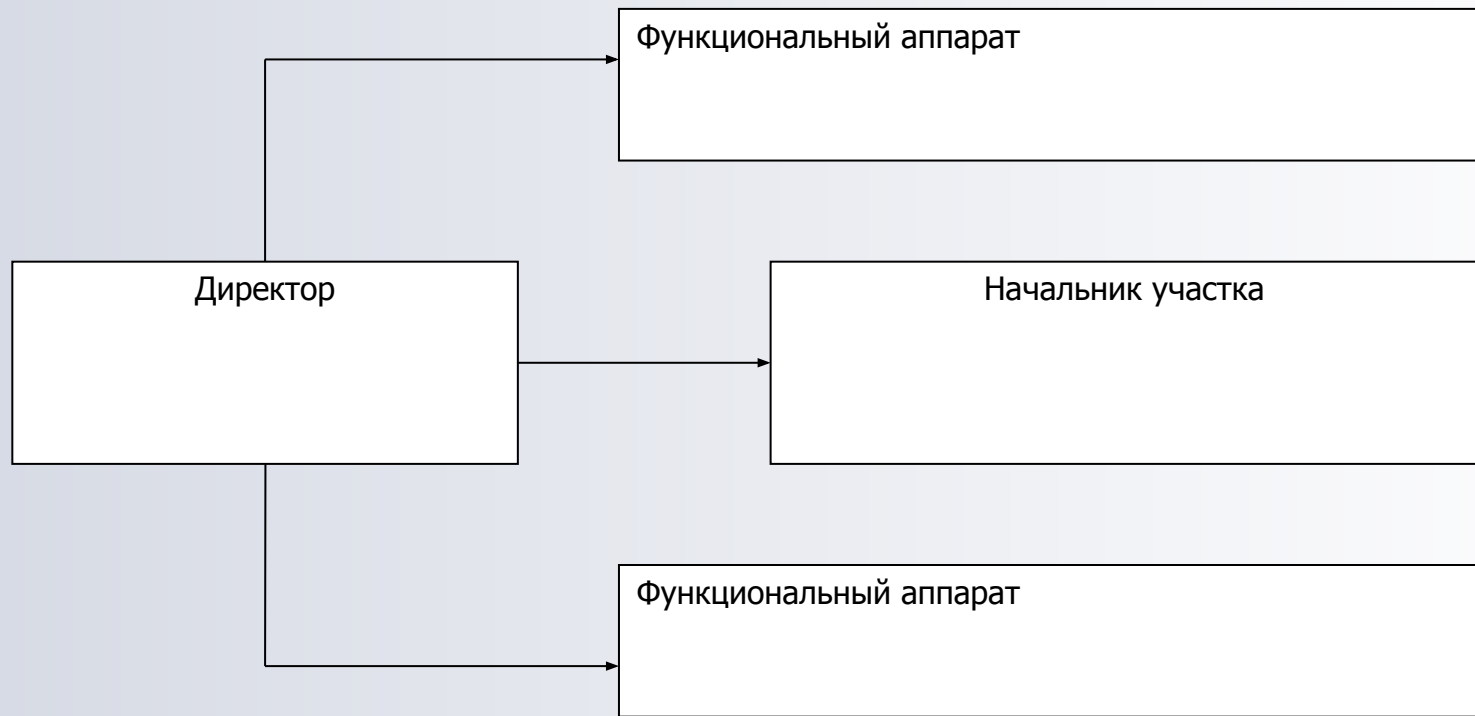 Функциональный аппарат
Директор
Начальник участка
Функциональный аппарат